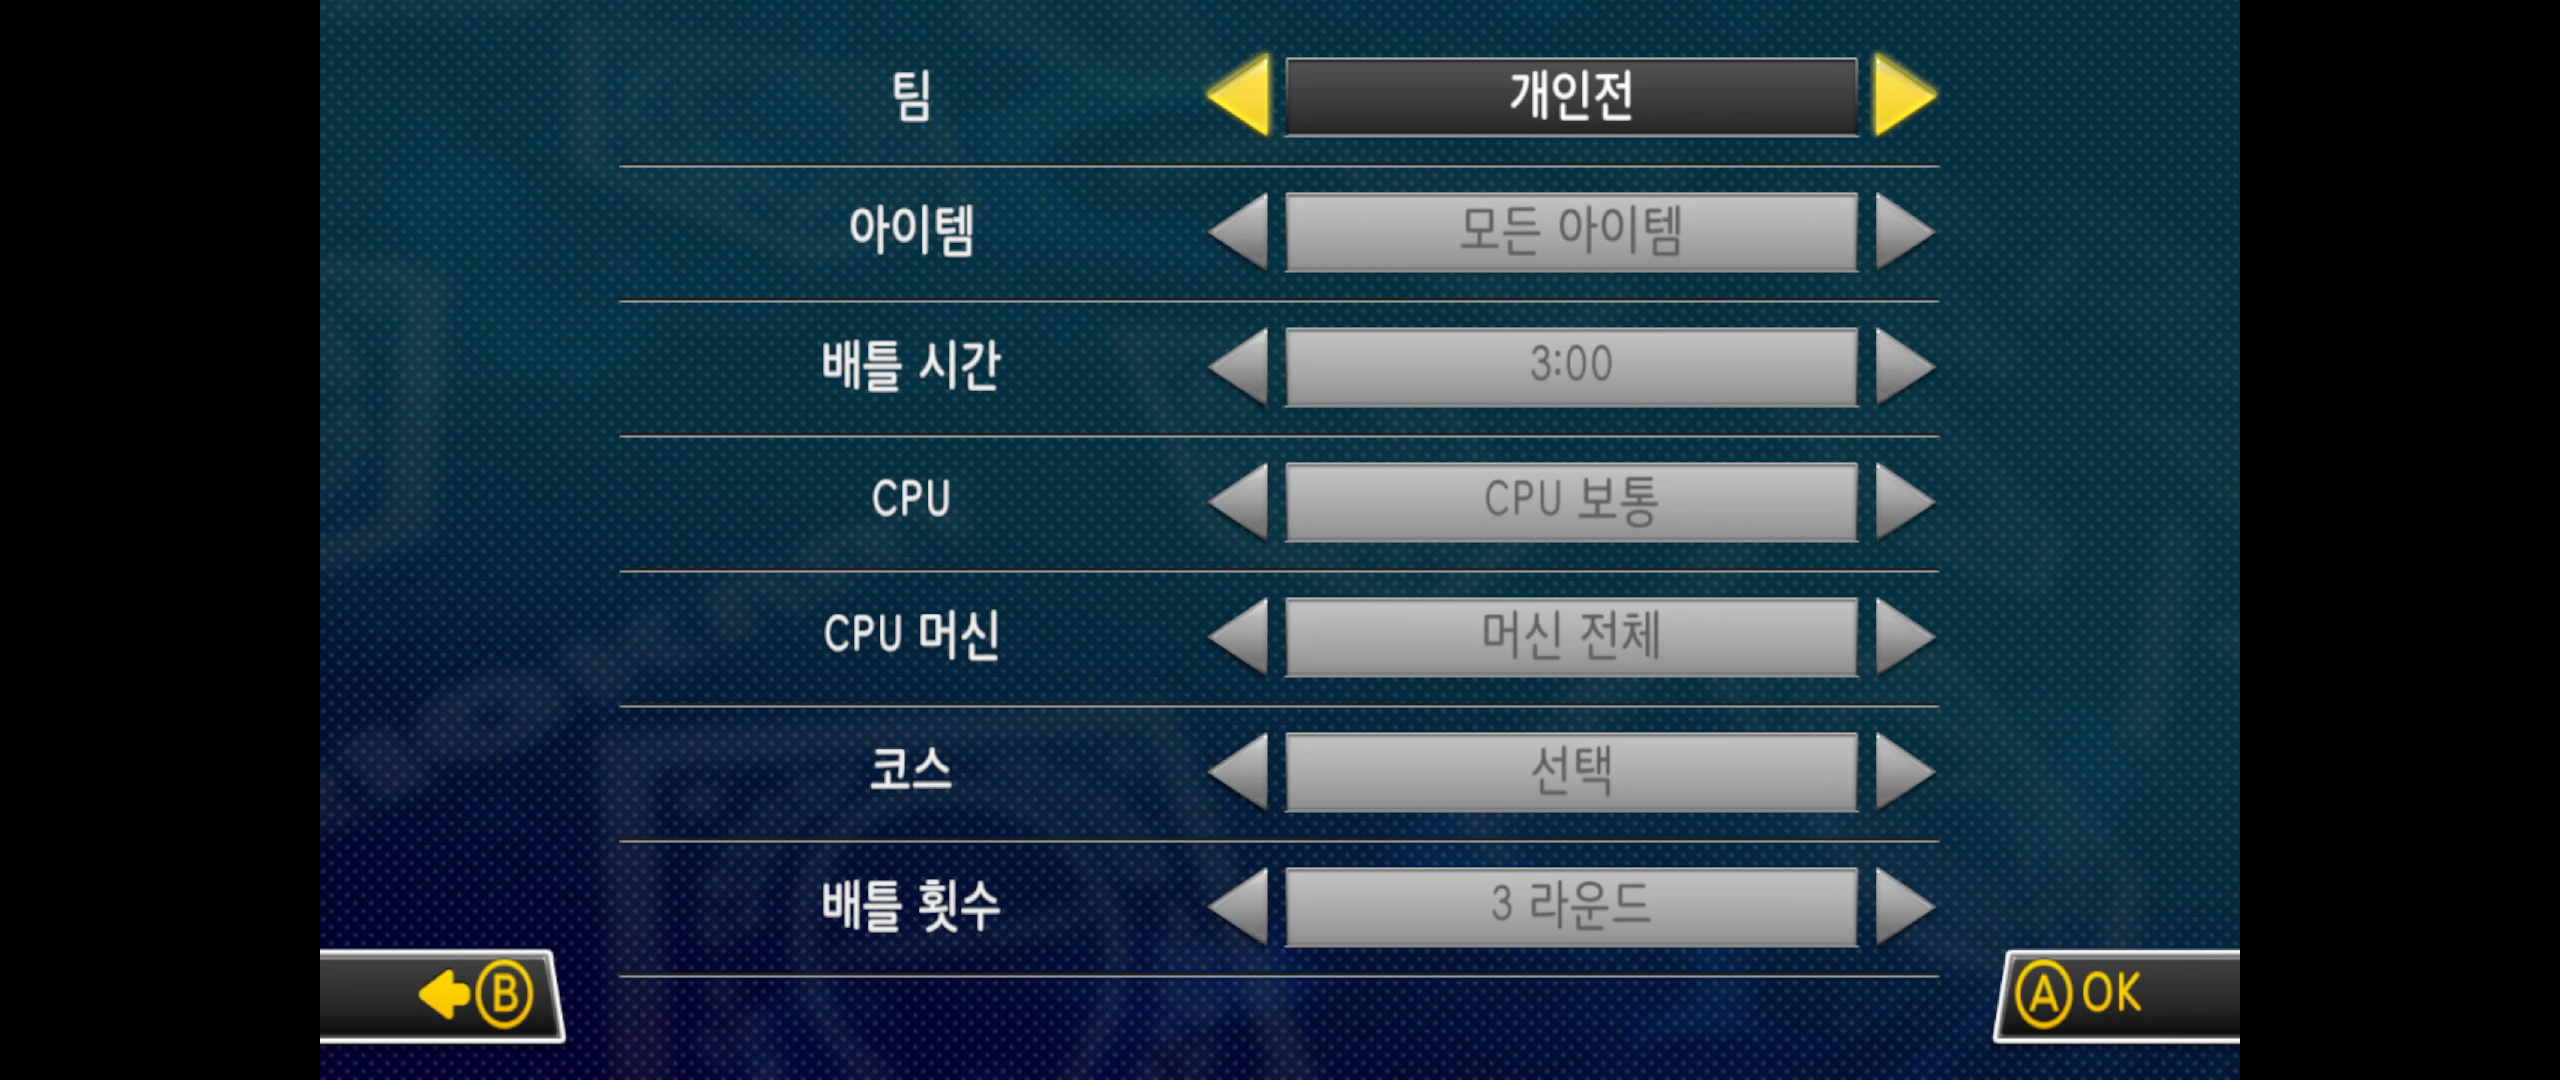 팀 개인전
아이템 모든 아이템
배틀 시간 3:00
CPU CPU 보통
CPU 머신 머신 전체
코스 선택
배틀 횟수 3 라운드
B A OK